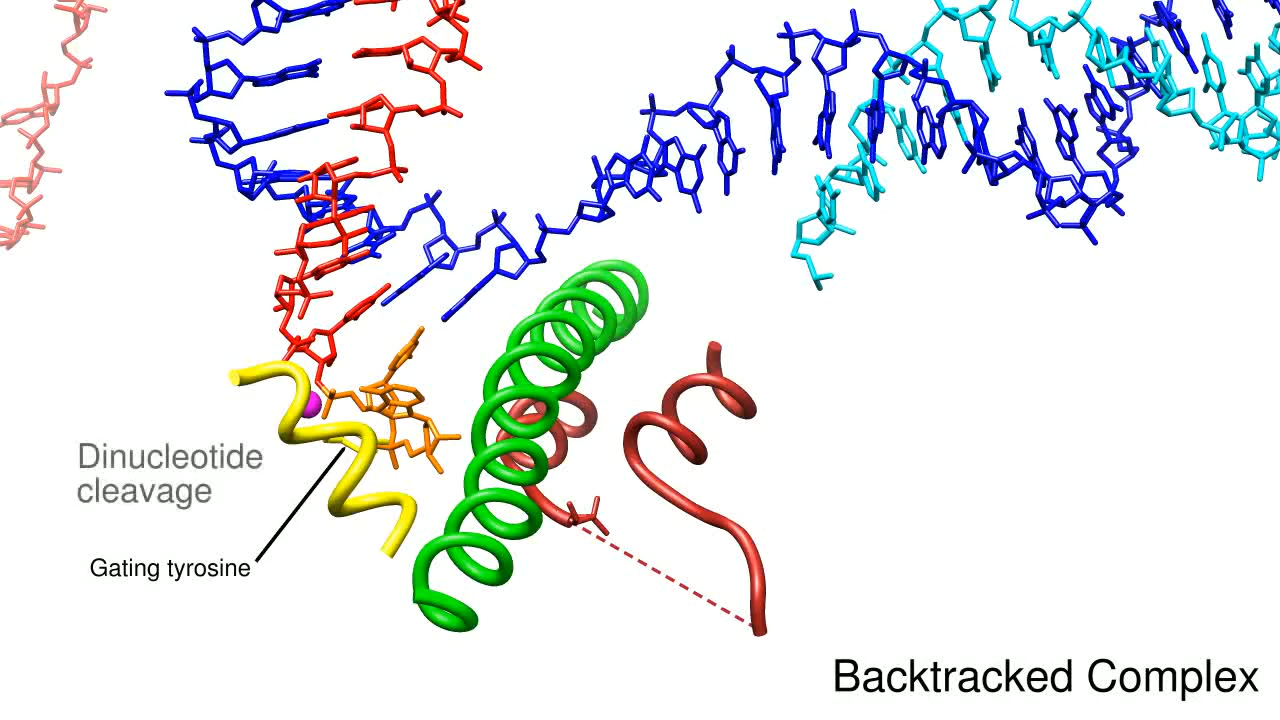 Dinucleotide
cleavage
Gating tyrosine
Backtracked Complex